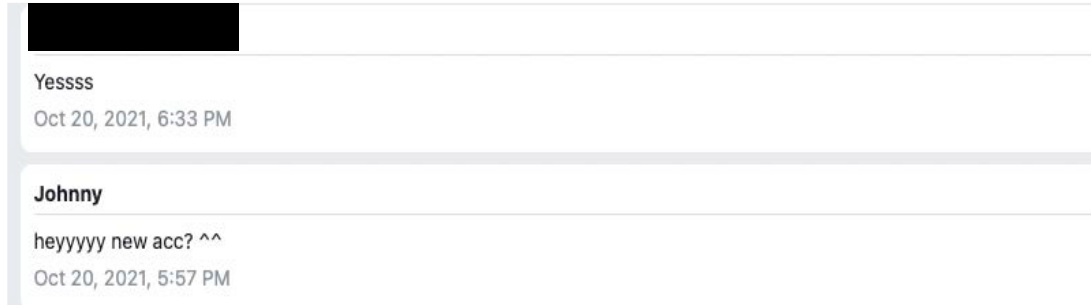 Yessss
Oct 20, 2021, 6:33 PM
Johnny
heyyyyy new acc? ^^
Oct 20, 2021, 5:57 PM